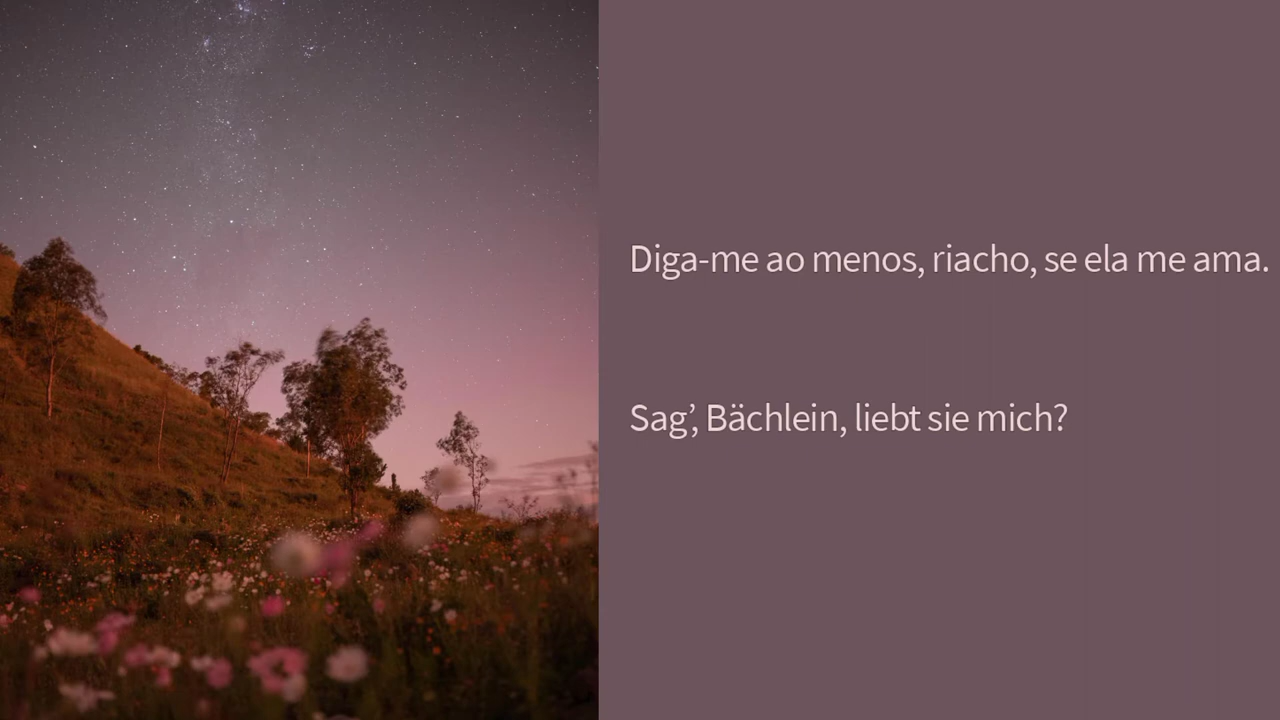 Diga-me ao menos, riacho, se ela me ama.
Sag’, Bächlein, liebt sie mich?